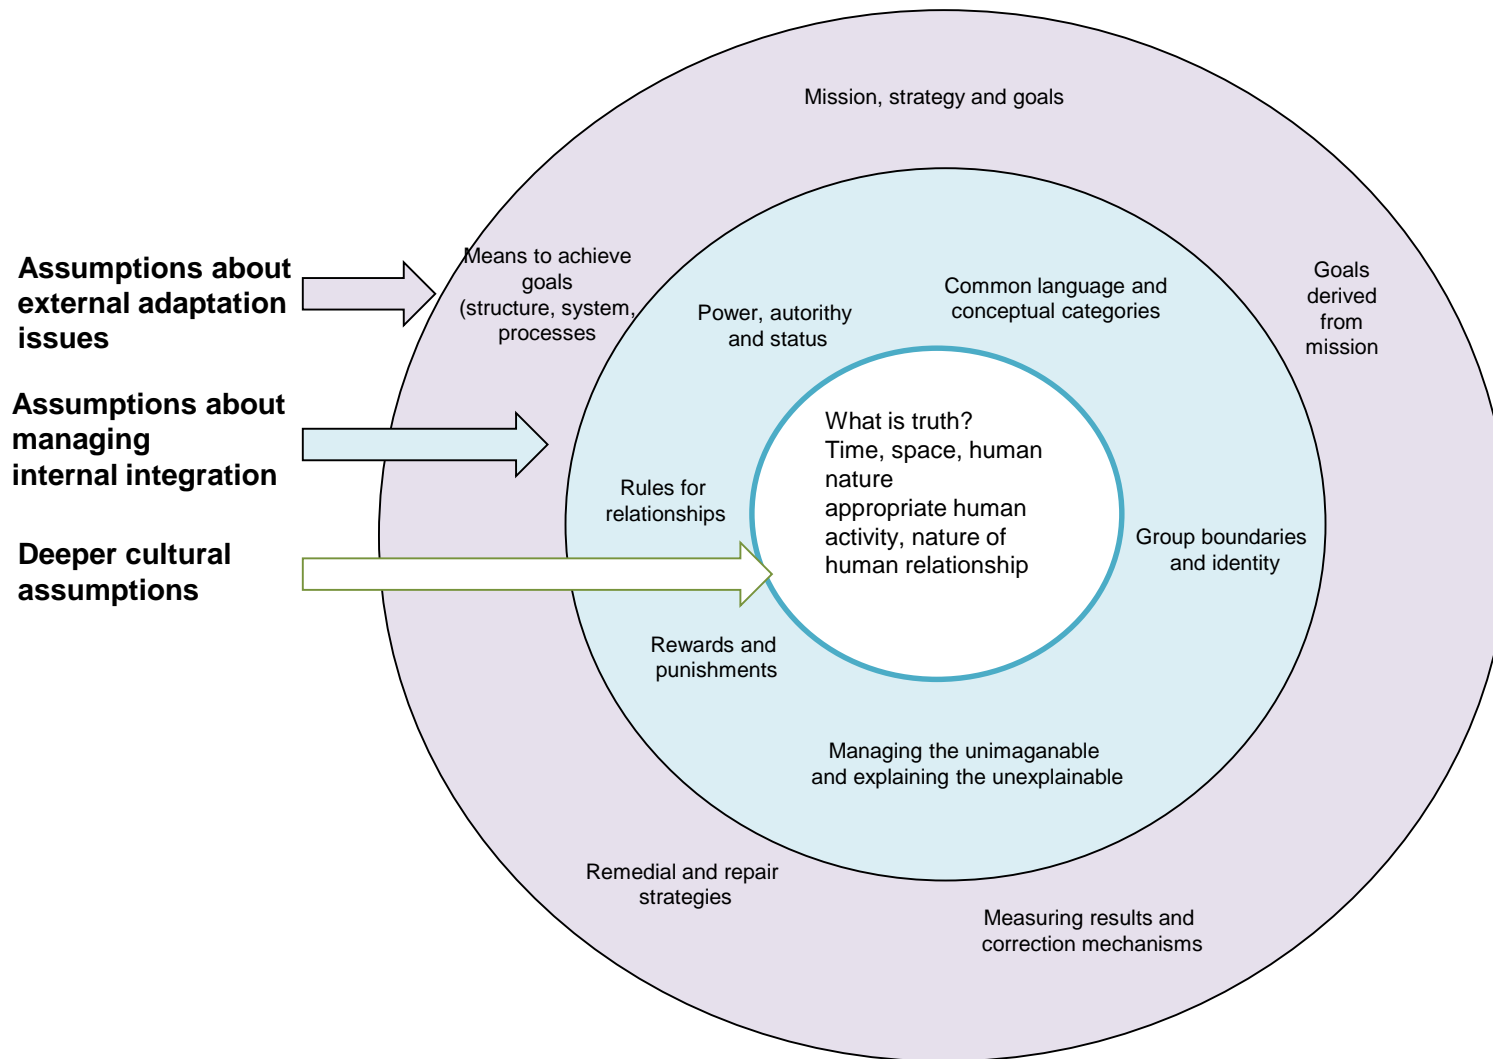 Mission, strategy and goals
Assumptions about
external adaptation
issues
Means to achieve
goals
(structure, system,
processes
Goals
derived
from
mission
Power, autorithy
and status
Common language and
conceptual categories
Assumptions about
managing
internal integration
What is truth?
Time, space, human
nature
appropriate human
activity, nature of
human relationship
Rules for
relationships
Group boundaries
and identity
Deeper cultural
assumptions
Rewards and
punishments
Managing the unimaganable
and explaining the unexplainable
Remedial and repair
strategies
Measuring results and
correction mechanisms